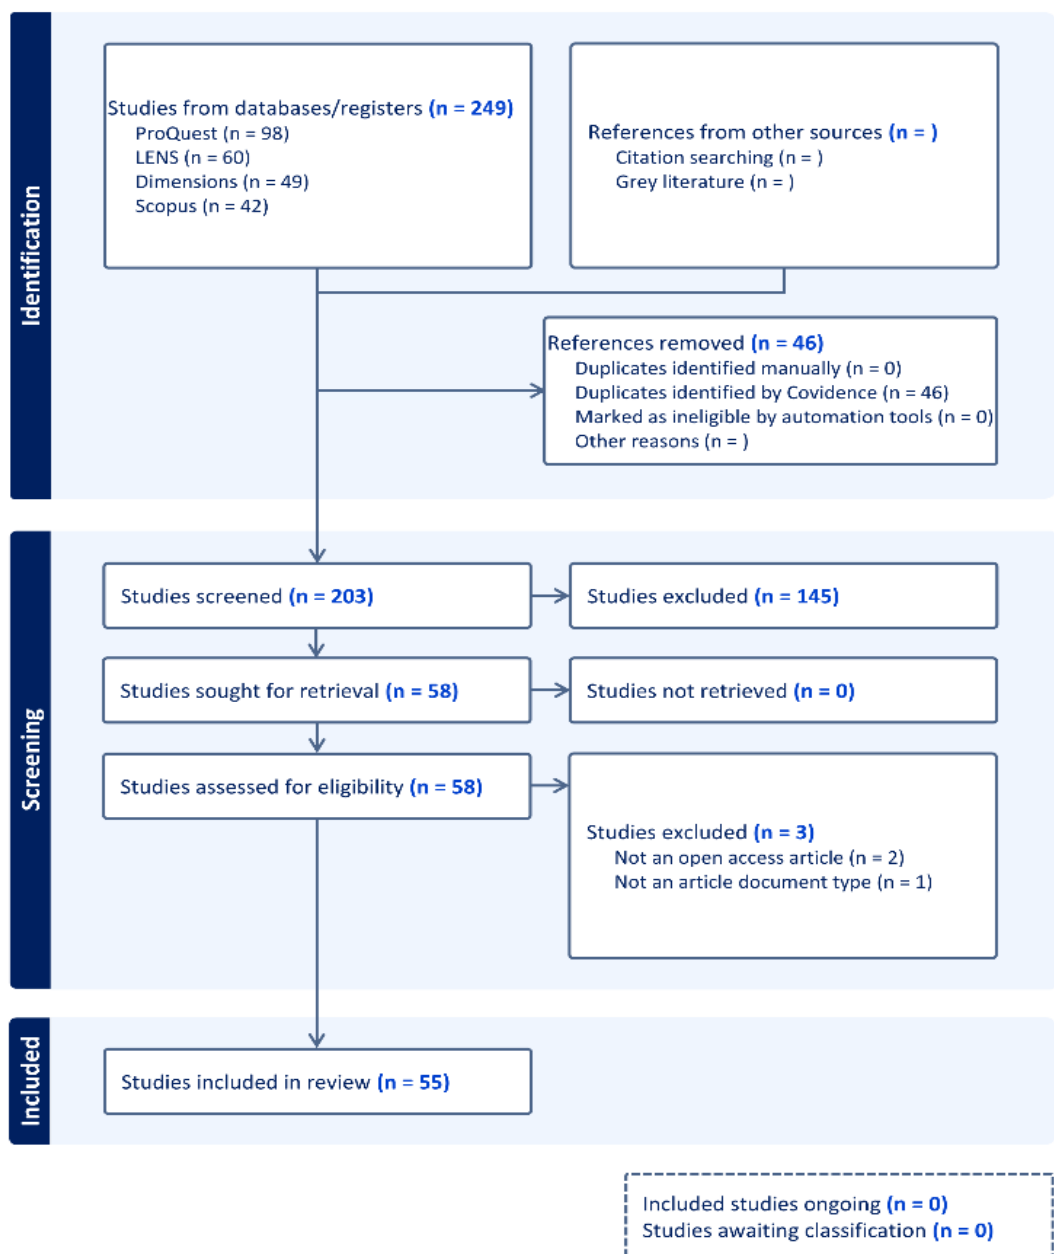 Identification
Studies from databases/registers (n = 249)
ProQuest (n = 98)
LENS (n = 60)
Dimensions (n = 49)
Scopus (n = 42)
References from other sources (n = )
Citation searching (n = )
Grey literature (n = )
References removed (n = 46)
Duplicates identified manually (n = 0)
Duplicates identified by Covidence (n = 46)
Marked as ineligible by automation tools (n = 0)
Other reasons (n = )
Screening
Studies screened (n = 203)
Studies excluded (n = 145)
Studies sought for retrieval (n = 58)
Studies not retrieved (n = 0)
Studies assessed for eligibility (n = 58)
Studies excluded (n = 3)
Not an open access article (n = 2)
Not an article document type (n = 1)
Included
Studies included in review (n = 55)
Included studies ongoing (n = 0)
Studies awaiting classification (n = 0)